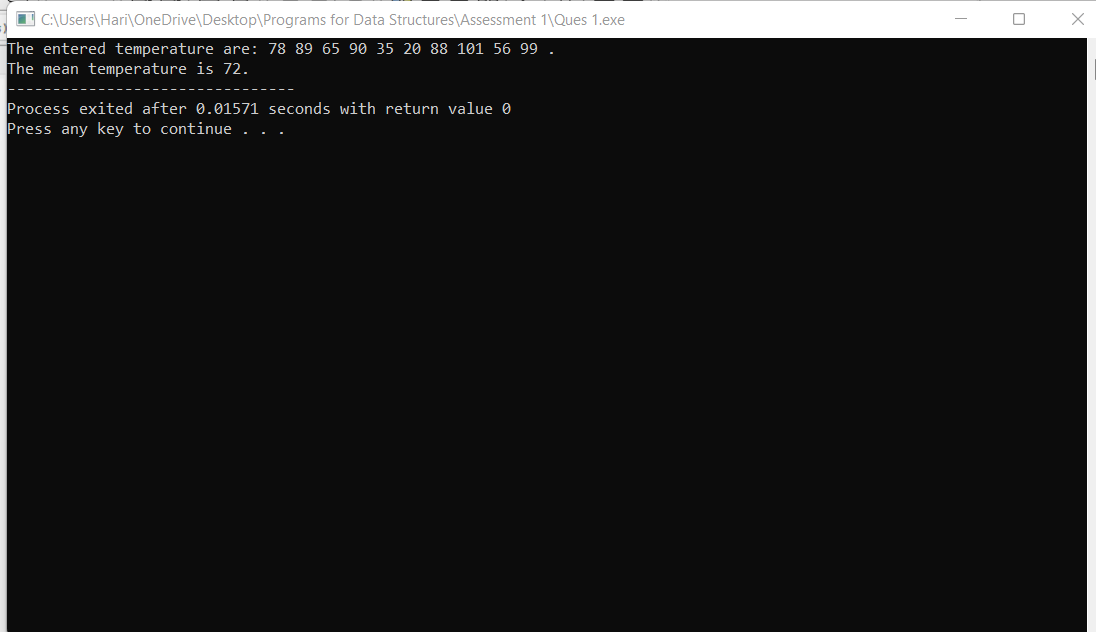 C:\Users\Hari\OneDrive\Desktop\Programs for Data Structures\Assessment 1\Ques 1.exe
The entered temperature are: 78 89 65 90 35 20 88 101 56 99 .
The mean temperature is 72.
--------------------------------
Process exited after 0.01571 seconds with return value 0
Press any key to continue . . .